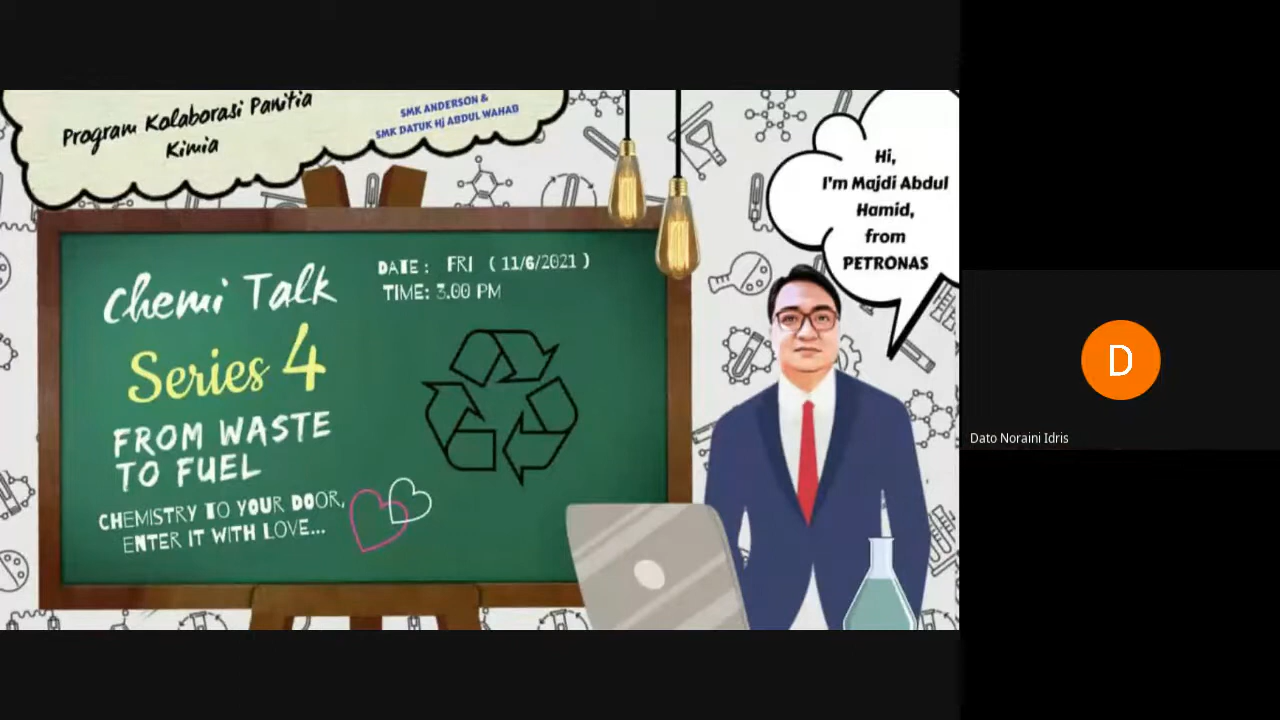 Program Kolaborasi Panitia
Kimia
SMK ANDERSON &
SMK DATUK Hj ABDUL WAHAB
Hi,
I'm Majdi Abdul
Hamid,
from
PETRONAS
Chemi Talk
Series 4
FROM WASTE
TO FUEL
CHEMISTRY TO YOUR DOOR,
ENTER IT WITH LOVE...
DATE : FRI ( 11/6/2021 )
TIME: 3.00 PM
D
Dato Noraini Idris